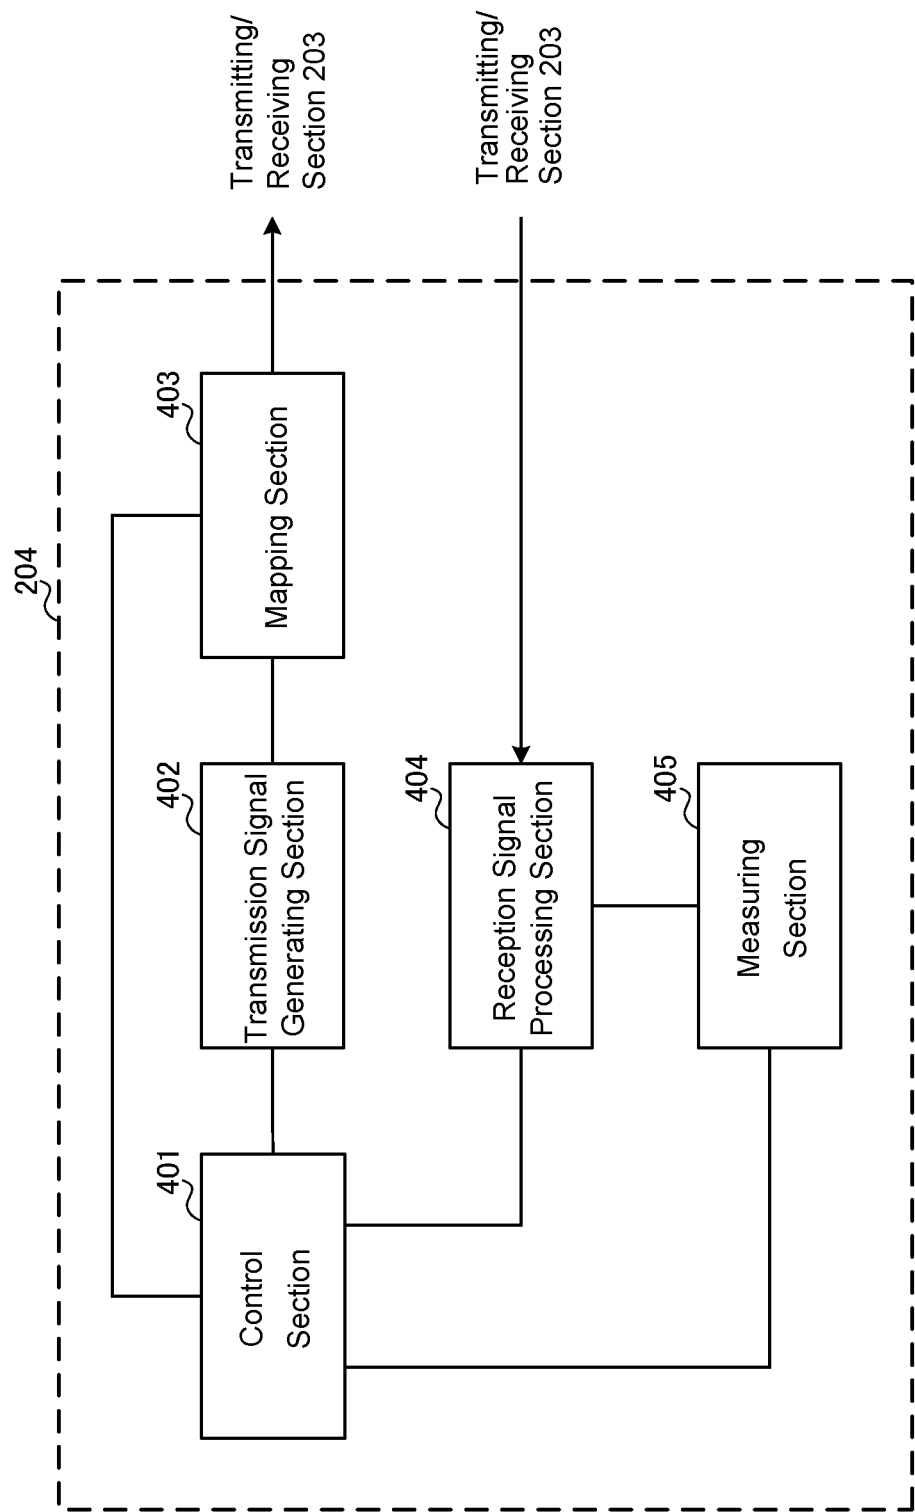 204
401
Control
Section
402
Transmission Signal
Generating Section
403
Mapping Section
Transmitting/
Receiving
Section 203
404
Reception Signal
Processing Section
Transmitting/
Receiving
Section 203
405
Measuring
Section